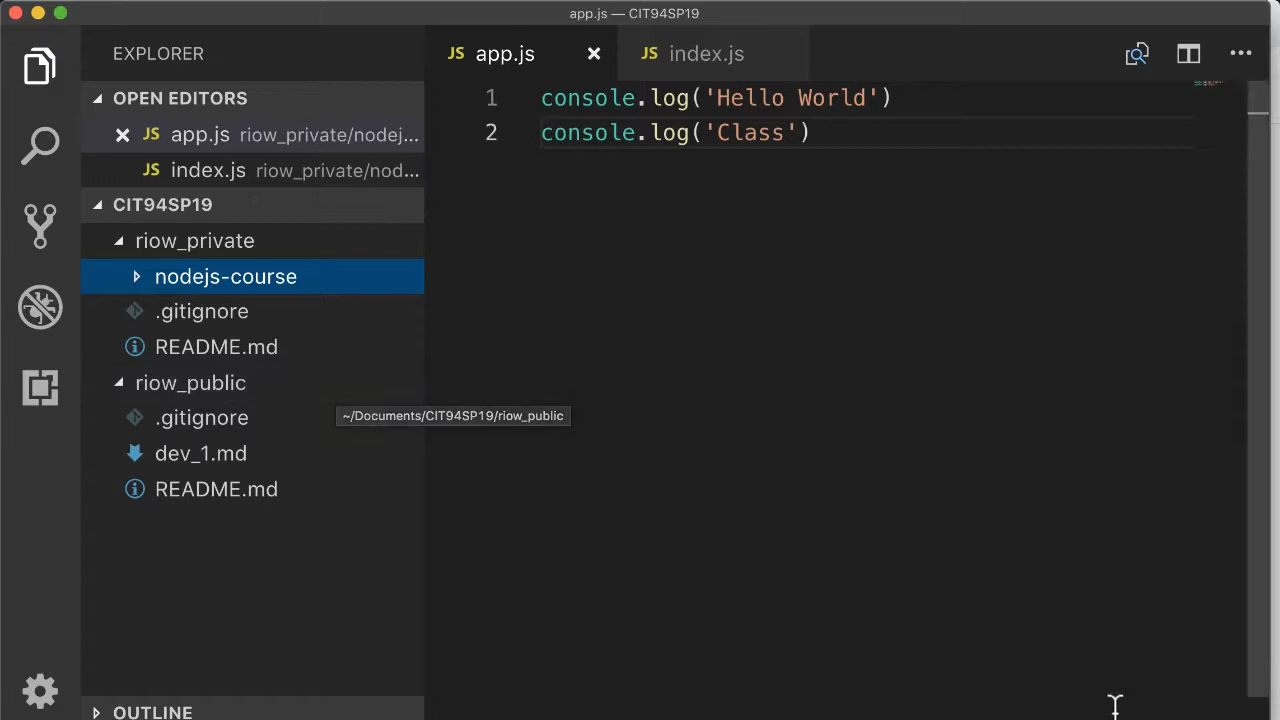 app.js — CIT94SP19
EXPLORER
OPEN EDITORS
JS app.js riow_private/nodej...
JS index.js riow_private/nod...
CIT94SP19
riow_private
nodejs-course
.gitignore
README.md
riow_public
.gitignore
dev_1.md
README.md
OUTLINE
JS app.js
JS index.js
1 console.log('Hello World')
2 console.log('Class')
~/Documents/CIT94SP19/riow_public